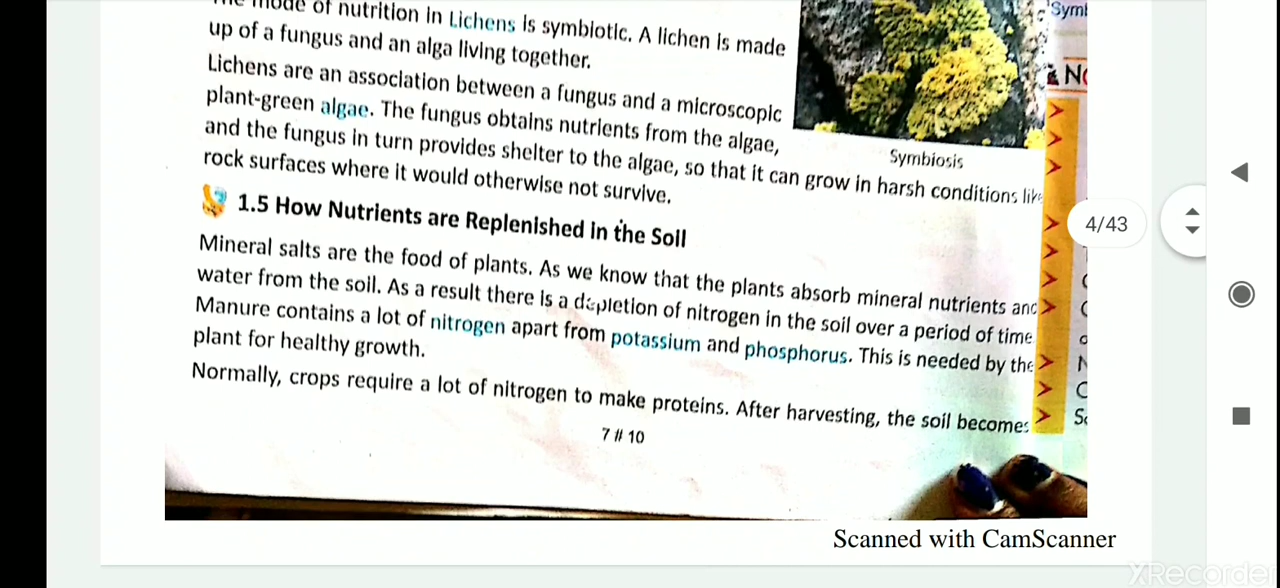 The mode of nutrition in Lichens is symbiotic. A lichen is made
up of a fungus and an alga living together.
Lichens are an association between a fungus and a microscopic
plant-green algae. The fungus obtains nutrients from the algae,
and the fungus in turn provides shelter to the algae, so that it can grow in harsh conditions like
rock surfaces where it would otherwise not survive.
Symbiosis
1.5 How Nutrients are Replenished in the Soil
Mineral salts are the food of plants. As we know that the plants absorb mineral nutrients and
water from the soil. As a result there is a depletion of nitrogen in the soil over a period of time
Manure contains a lot of nitrogen apart from potassium and phosphorus. This is needed by the
plant for healthy growth.
Normally, crops require a lot of nitrogen to make proteins. After harvesting, the soil becomes
7 # 10
4/43
Scanned with CamScanner
XRecorder